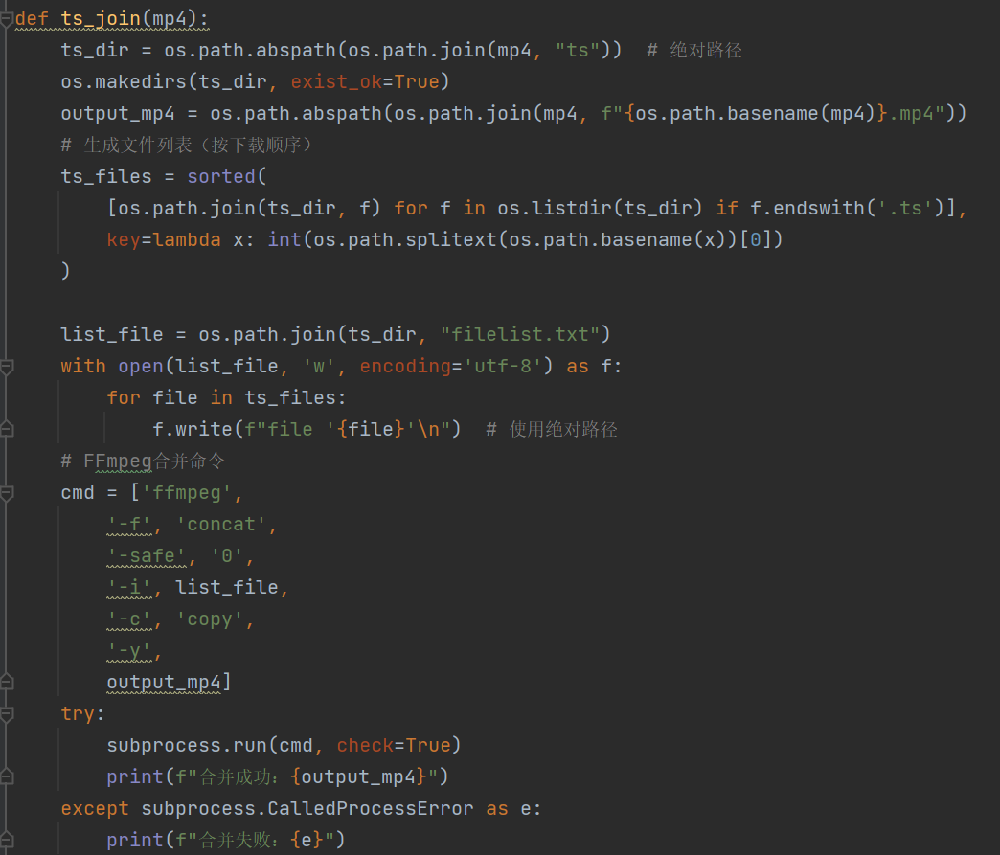 def ts_join(mp4):
    ts_dir = os.path.abspath(os.path.join(mp4, "ts"))  # 绝对路径
    os.makedirs(ts_dir, exist_ok=True)
    output_mp4 = os.path.abspath(os.path.join(mp4, f"{os.path.basename(mp4)}.mp4"))
    # 生成文件列表（按下载顺序）
    ts_files = sorted(
        [os.path.join(ts_dir, f) for f in os.listdir(ts_dir) if f.endswith('.ts')],
        key=lambda x: int(os.path.splitext(os.path.basename(x))[0])
    )

    list_file = os.path.join(ts_dir, "filelist.txt")
    with open(list_file, 'w', encoding='utf-8') as f:
        for file in ts_files:
            f.write(f"file '{file}'\n")  # 使用绝对路径
    # FFmpeg合并命令
    cmd = ['ffmpeg',
        '-f', 'concat',
        '-safe', '0',
        '-i', list_file,
        '-c', 'copy',
        '-y',
        output_mp4]
    try:
        subprocess.run(cmd, check=True)
        print(f"合并成功：{output_mp4}")
    except subprocess.CalledProcessError as e:
        print(f"合并失败：{e}")